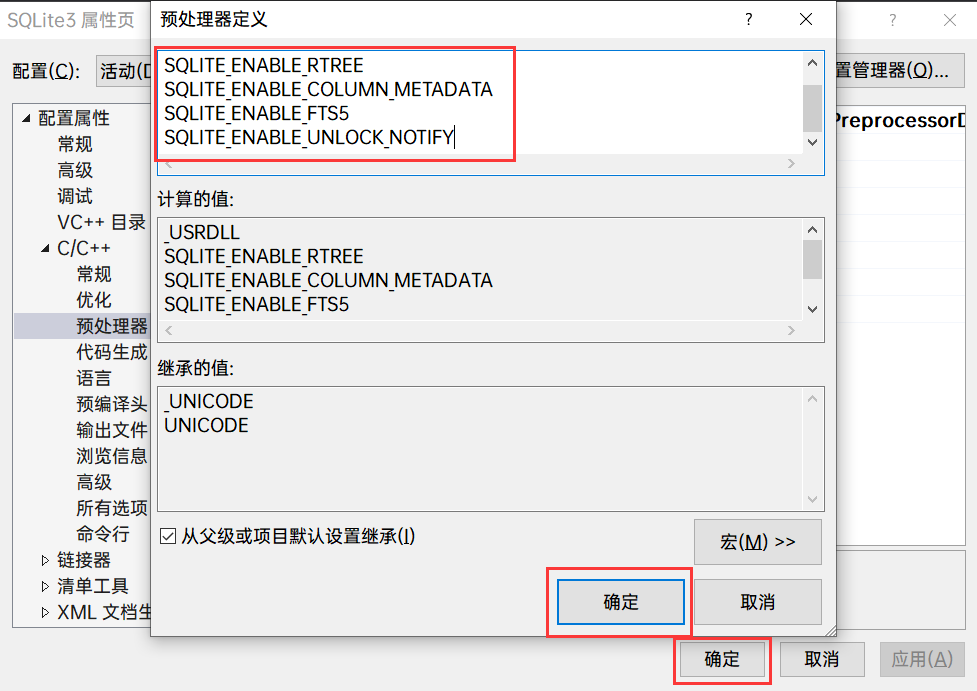 SQLite3 属性页
预处理器定义
?
?
配置(C):
活动(D
置管理器(O)...
SQLITE_ENABLE_RTREE
SQLITE_ENABLE_COLUMN_METADATA
SQLITE_ENABLE_FTS5
SQLITE_ENABLE_UNLOCK_NOTIFY
PreprocessorD
配置属性
常规
高级
调试
VC++ 目录
C/C++
常规
优化
预处理器
代码生成
语言
预编译头
输出文件
浏览信息
高级
所有选项
命令行
链接器
清单工具
XML 文档生
计算的值:
_USRDLL
SQLITE_ENABLE_RTREE
SQLITE_ENABLE_COLUMN_METADATA
SQLITE_ENABLE_FTS5
继承的值:
_UNICODE
UNICODE
从父级或项目默认设置继承(I)
宏(M) >>
确定
取消
确定
取消
应用(A)